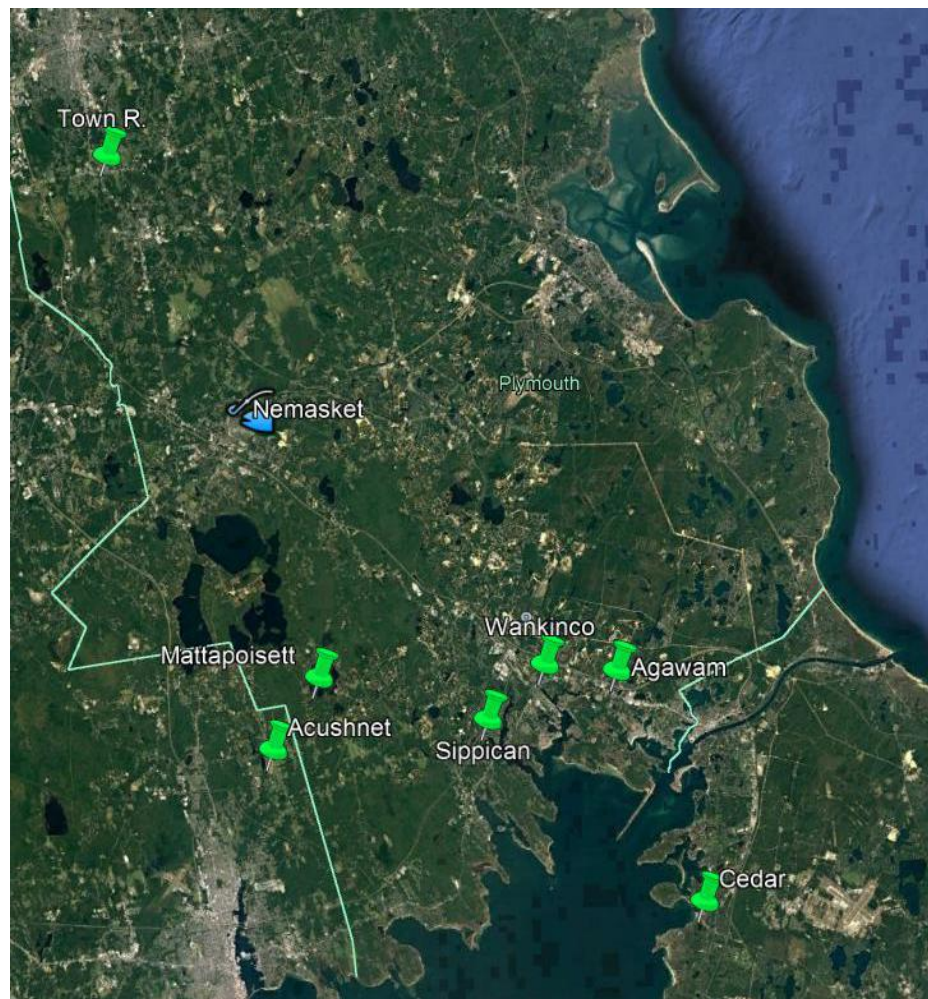 Town R.
Plymouth
Nemasket
Wankinco
Mattapoisett
Agawam
Acushnet
Sippican
Cedar